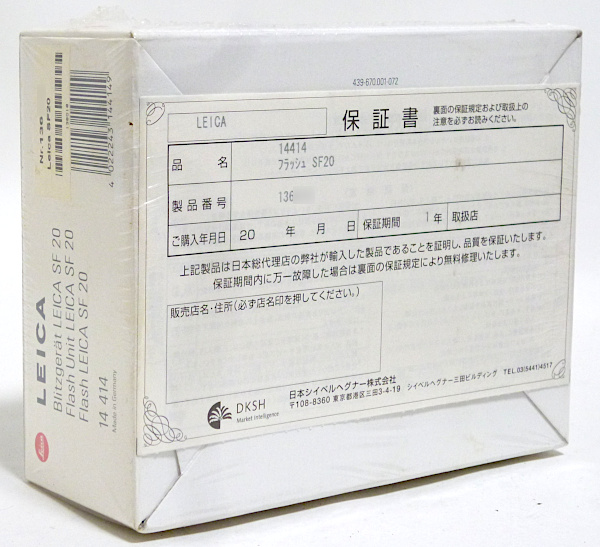 439-670.001-072
LEICA
保証書
裏面の保証規定および取扱上の
注意を必ずお読みください。
品名
14414
フラッシュ SF20
製品番号
136
ご購入年月日
20 年 月 日
保証期間
1年
取扱店
上記製品は日本総代理店の弊社が輸入した製品であることを証明し、品質を保証いたします。
保証期間内に万一故障した場合は裏面の保証規定により無料修理いたします。
販売店名・住所(必ず店名印を押してください。)
DKSH
Market Intelligence
日本シイベルヘグナー株式会社
〒108-8360 東京都港区三田3-4-19 シイベルヘグナー三田ビルディング TEL.03(5441)4517
Nr.136
Leica SF20
4 022243 144149
LEICA
Blitzgerät LEICA SF 20
Flash Unit LEICA SF 20
Flash LEICA SF 20
14 414
Made in Germany
Leica